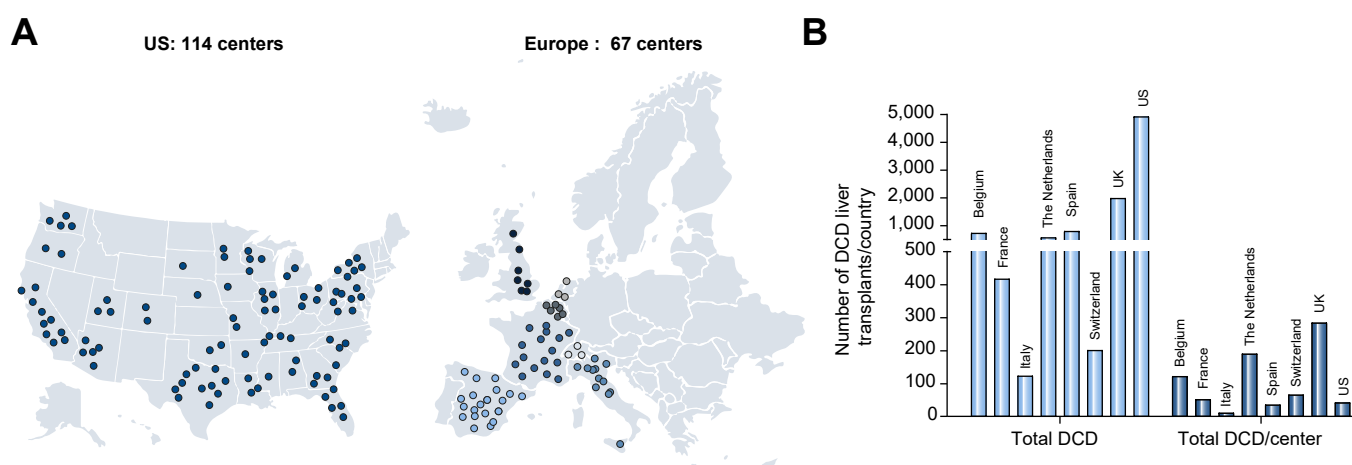 A
US: 114 centers
Europe : 67 centers
B
Number of DCD liver
transplants/country
5,000
4,000
3,000
2,000
1,000
500
400
300
200
100
0
Belgium
France
Italy
The Netherlands
Spain
Switzerland
UK
US
Belgium
France
Italy
The Netherlands
Spain
Switzerland
UK
US
Total DCD
Total DCD/center